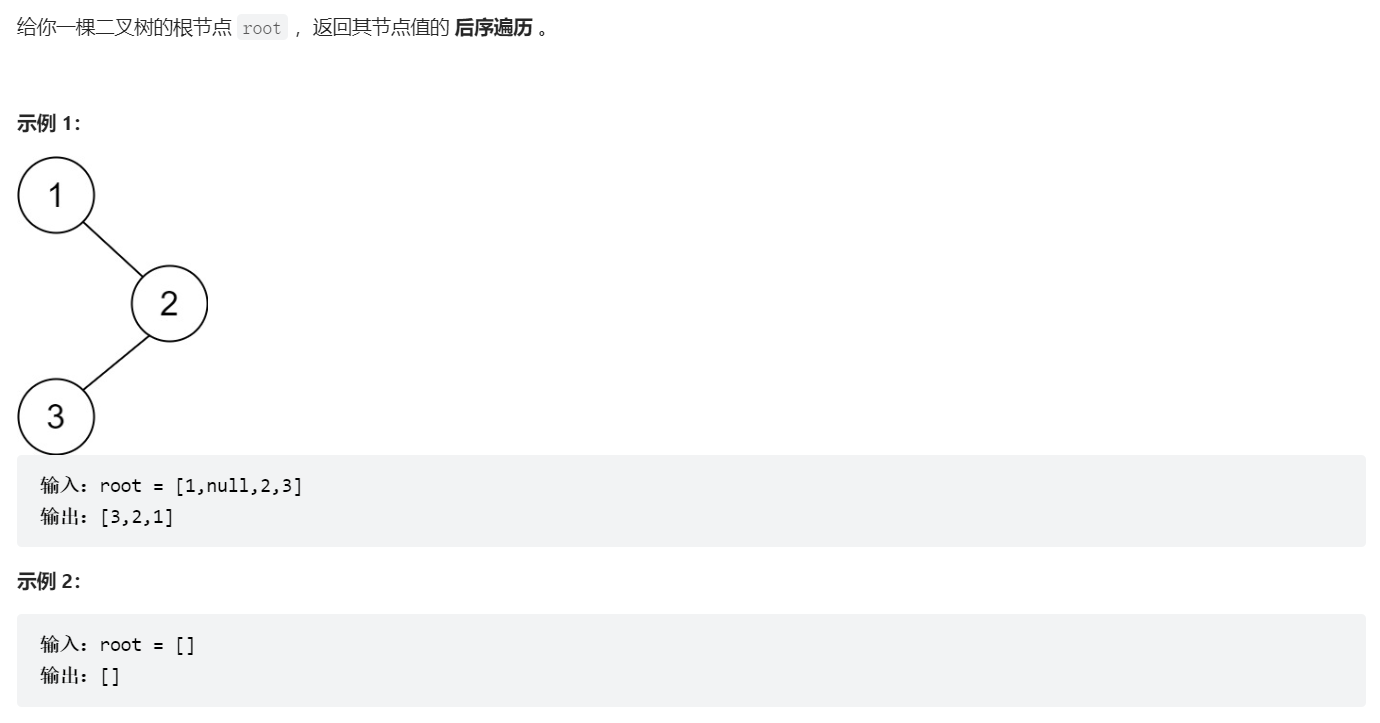 给你一棵二叉树的根节点 root ，返回其节点值的 后序遍历 。
示例 1：
1
2
3
输入：root = [1,null,2,3]
输出：[3,2,1]
示例 2：
输入：root = []
输出：[]